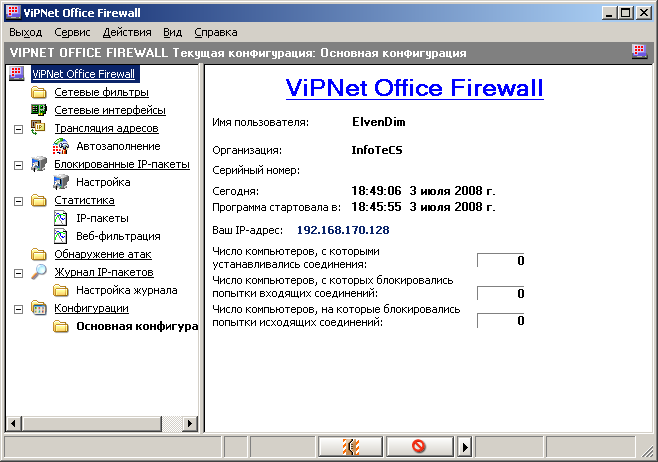 ViPNet Office Firewall
Выход Сервис Действия Вид Справка
VIPNET OFFICE FIREWALL Текущая конфигурация: Основная конфигурация
ViPNet Office Firewall
Сетевые фильтры
Сетевые интерфейсы
Трансляция адресов
Автозаполнение
Блокированные IP-пакеты
Настройка
Статистика
IP-пакеты
Веб-фильтрация
Обнаружение атак
Журнал IP-пакетов
Настройка журнала
Конфигурации
Основная конфигура
ViPNet Office Firewall
Имя пользователя: ElvenDim
Организация: InfoTeCS
Серийный номер:
Сегодня: 18:49:06 3 июля 2008 г.
Программа стартовала в: 18:45:55 3 июля 2008 г.
Ваш IP-адрес: 192.168.170.128
Число компьютеров, с которыми
устанавливались соединения: 0
Число компьютеров, с которых блокировались
попытки входящих соединений: 0
Число компьютеров, на которые блокировались
попытки исходящих соединений: 0